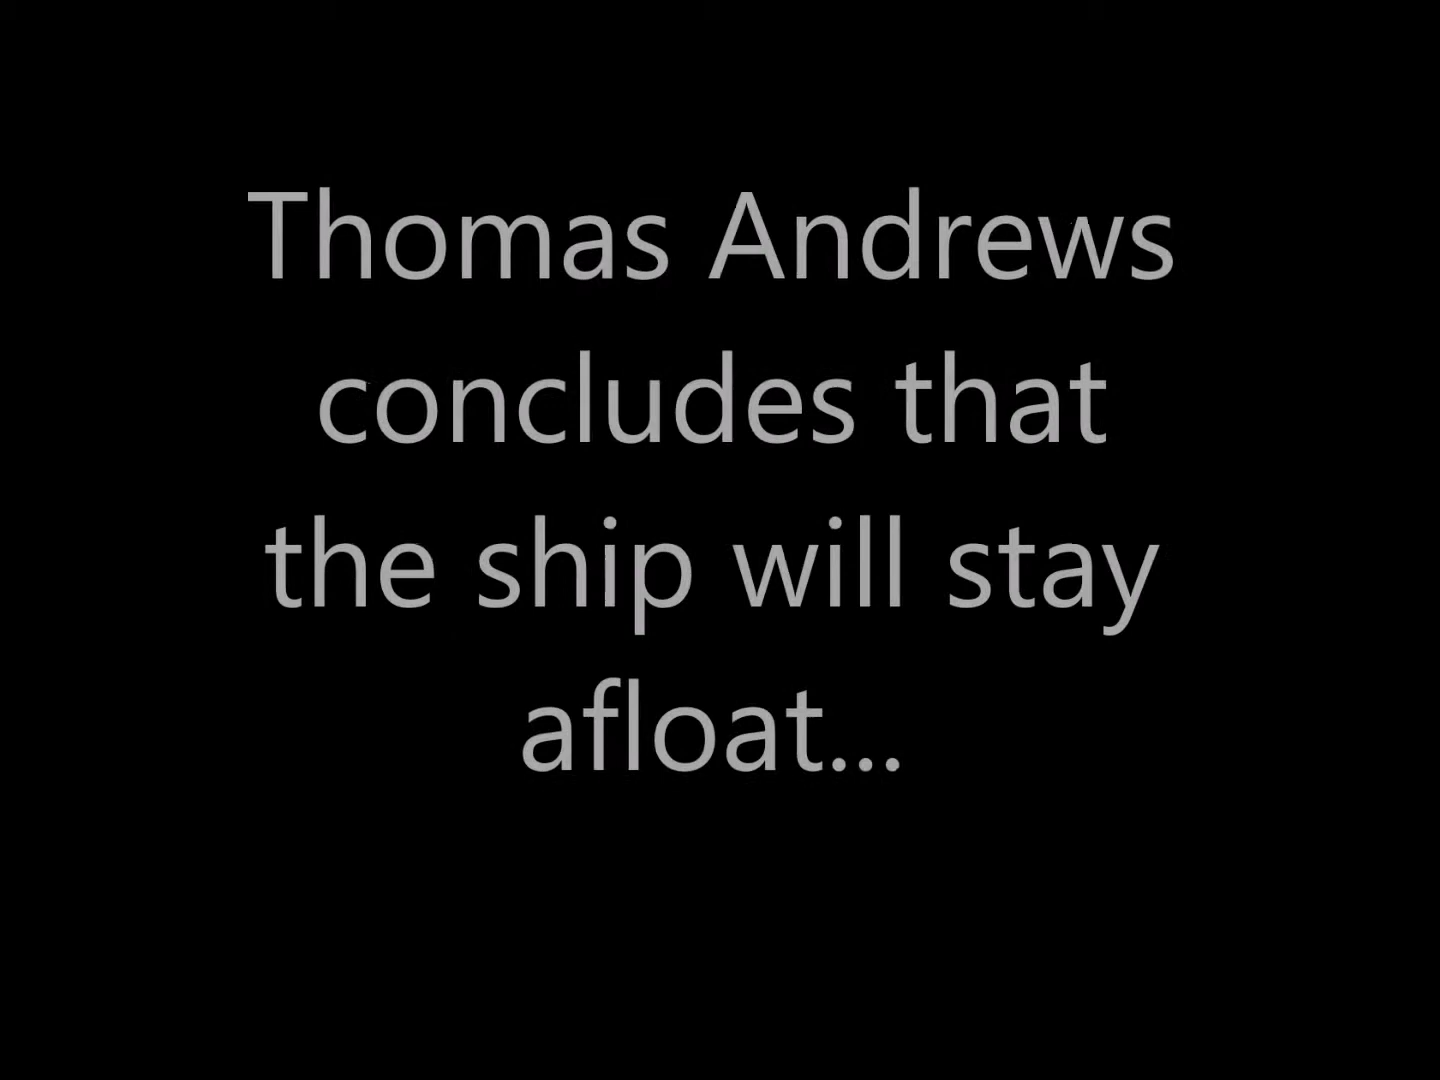 Thomas Andrews
concludes that
the ship will stay
afloat...